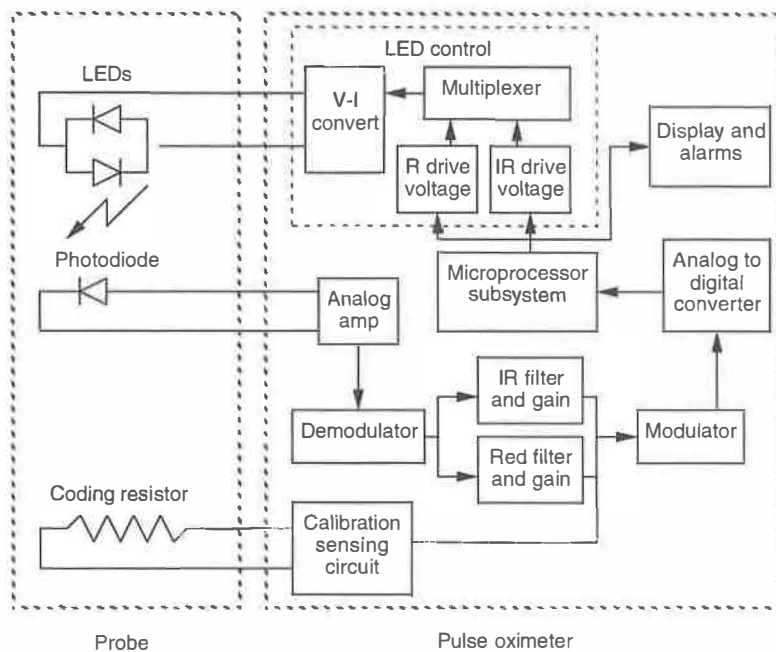 LED control
LEDs
V-I
convert
Multiplexer
R drive
voltage
IR drive
voltage
Display and
alarms
Photodiode
Analog
amp
Microprocessor
subsystem
Analog to
digital
converter
Demodulator
IR filter
and gain
Red filter
and gain
Modulator
Coding resistor
Calibration
sensing
circuit
Probe
Pulse oximeter